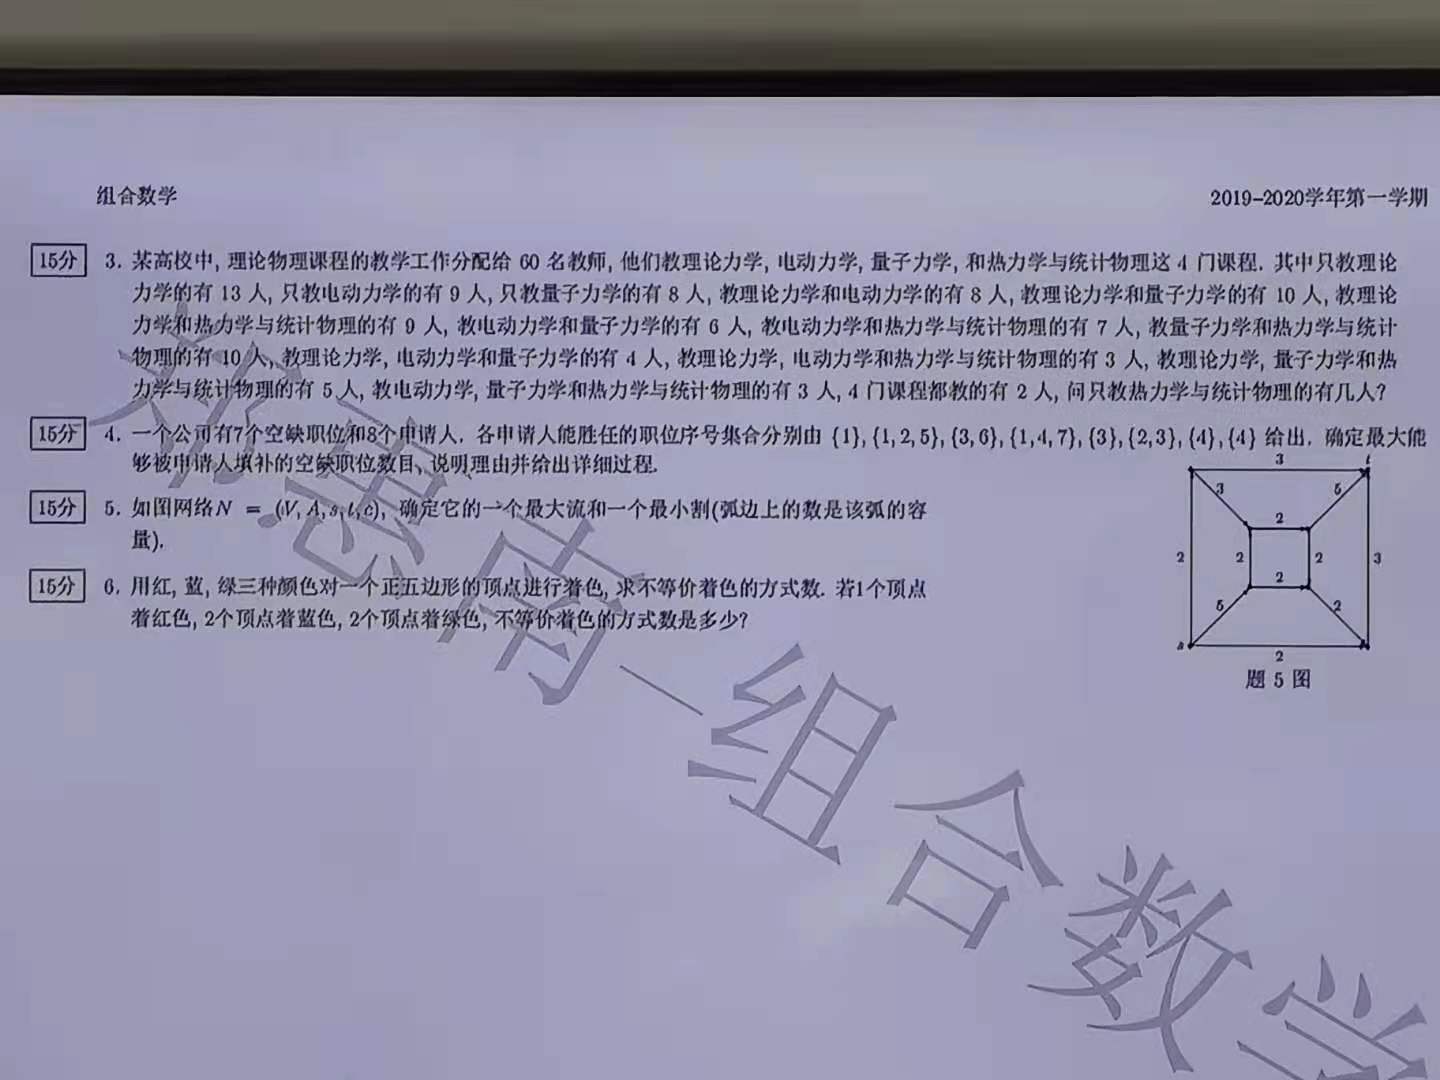 组合数学
2019-2020学年第一学期
15分 3. 某高校中, 理论物理课程的教学工作分配给 60 名教师, 他们教理论力学, 电动力学, 量子力学, 和热力学与统计物理这 4 门课程. 其中只教理论
力学的有 13 人, 只教电动力学的有 9 人, 只教量子力学的有 8 人, 教理论力学和电动力学的有 8 人, 教理论力学和量子力学的有 10 人, 教理论
力学和热力学与统计物理的有 9 人, 教电动力学和量子力学的有 6 人, 教电动力学和热力学与统计物理的有 7 人, 教量子力学和热力学与统计
物理的有 10 人, 教理论力学, 电动力学和量子力学的有 4 人, 教理论力学, 电动力学和热力学与统计物理的有 3 人, 教理论力学, 量子力学和热
力学与统计物理的有 5 人, 教电动力学, 量子力学和热力学与统计物理的有 3 人, 4 门课程都教的有 2 人, 问只教热力学与统计物理的有几人?
15分 4. 一个公司有7个空缺职位和8个申请人. 各申请人能胜任的职位序号集合分别由 {1},{1,2,5},{3,6},{1,4,7},{3},{2,3},{4},{4} 给出. 确定最大能
够被申请人填补的空缺职位数目, 说明理由并给出详细过程.
15分 5. 如图网络N = (V, A, s, t, c), 确定它的一个最大流和一个最小割(弧边上的数是该弧的容
量).
15分 6. 用红, 蓝, 绿三种颜色对一个正五边形的顶点进行着色, 求不等价着色的方式数. 若1个顶点
着红色, 2个顶点着蓝色, 2个顶点着绿色, 不等价着色的方式数是多少?
3 t
3 5
2
2 2 2 3
2
5 2
s
2
题 5 图
南一组合数学